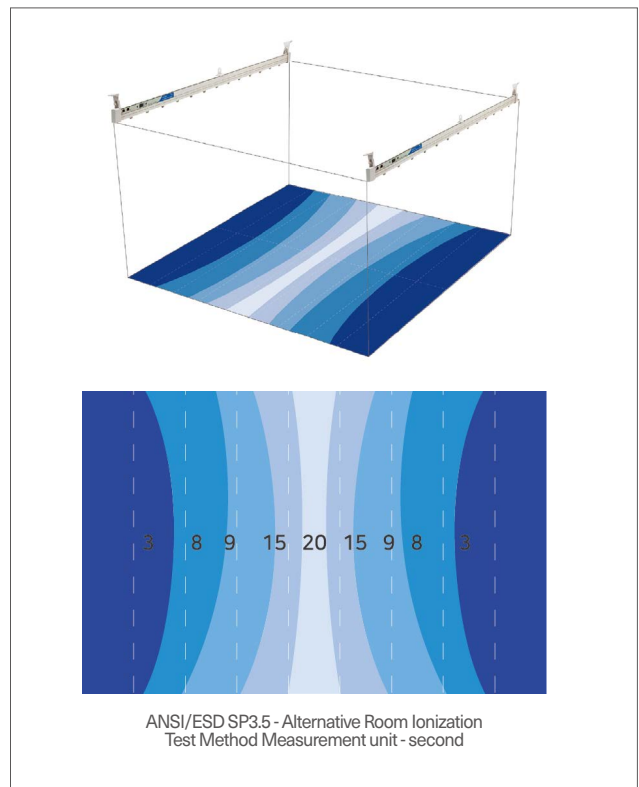 3 8 9 15 20 15 9 8 3
ANSI/ESD SP3.5 - Alternative Room Ionization
Test Method Measurement unit - second